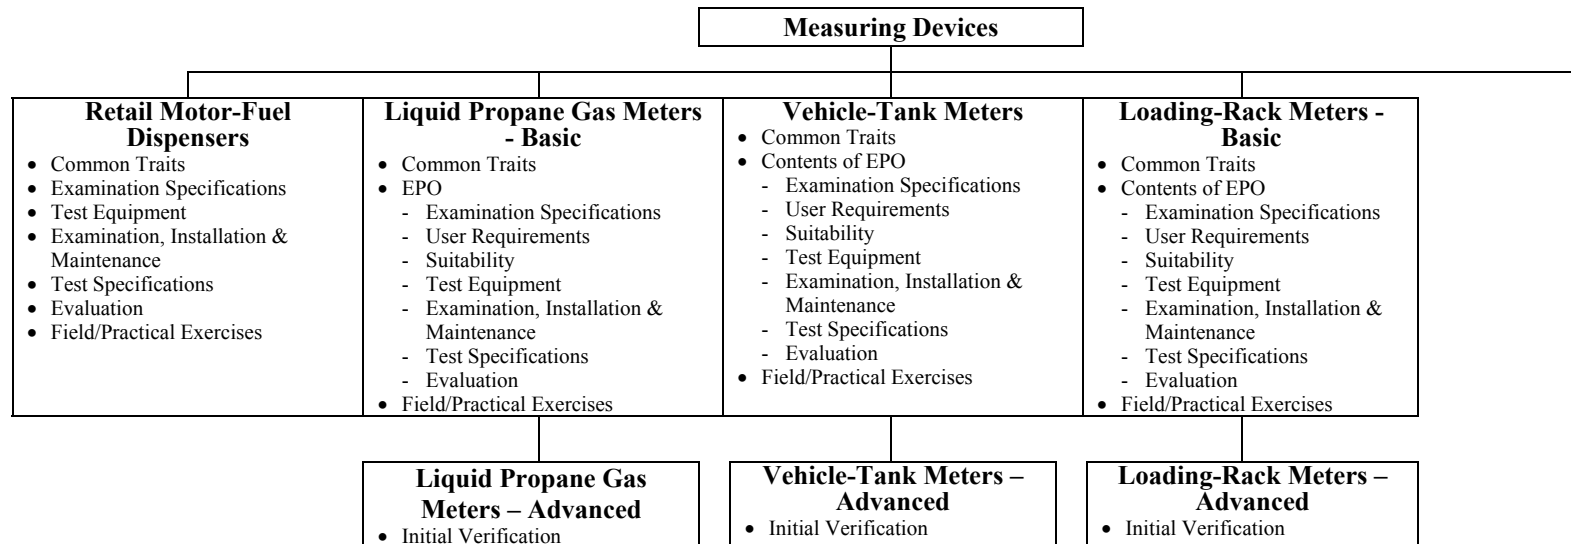 Measuring Devices
Retail Motor-Fuel
Dispensers
• Common Traits
• Examination Specifications
• Test Equipment
• Examination, Installation &
Maintenance
• Test Specifications
• Evaluation
• Field/Practical Exercises
Liquid Propane Gas Meters
- Basic
• Common Traits
• EPO
- Examination Specifications
- User Requirements
- Suitability
- Test Equipment
- Examination, Installation &
Maintenance
- Test Specifications
- Evaluation
• Field/Practical Exercises
Vehicle-Tank Meters
• Common Traits
• Contents of EPO
- Examination Specifications
- User Requirements
- Suitability
- Test Equipment
- Examination, Installation &
Maintenance
- Test Specifications
- Evaluation
• Field/Practical Exercises
Loading-Rack Meters -
Basic
• Common Traits
• Contents of EPO
- Examination Specifications
- User Requirements
- Suitability
- Test Equipment
- Examination, Installation &
Maintenance
- Test Specifications
- Evaluation
• Field/Practical Exercises
Liquid Propane Gas
Meters – Advanced
• Initial Verification
Vehicle-Tank Meters –
Advanced
• Initial Verification
Loading-Rack Meters –
Advanced
• Initial Verification